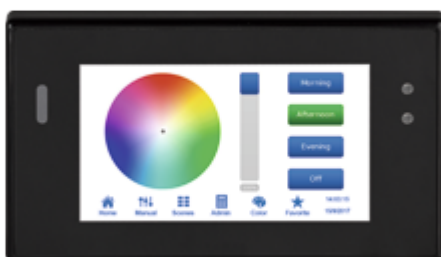 Morning
Afternoon
Evening
Off
Home Manual Scenes Admin Color Favorite